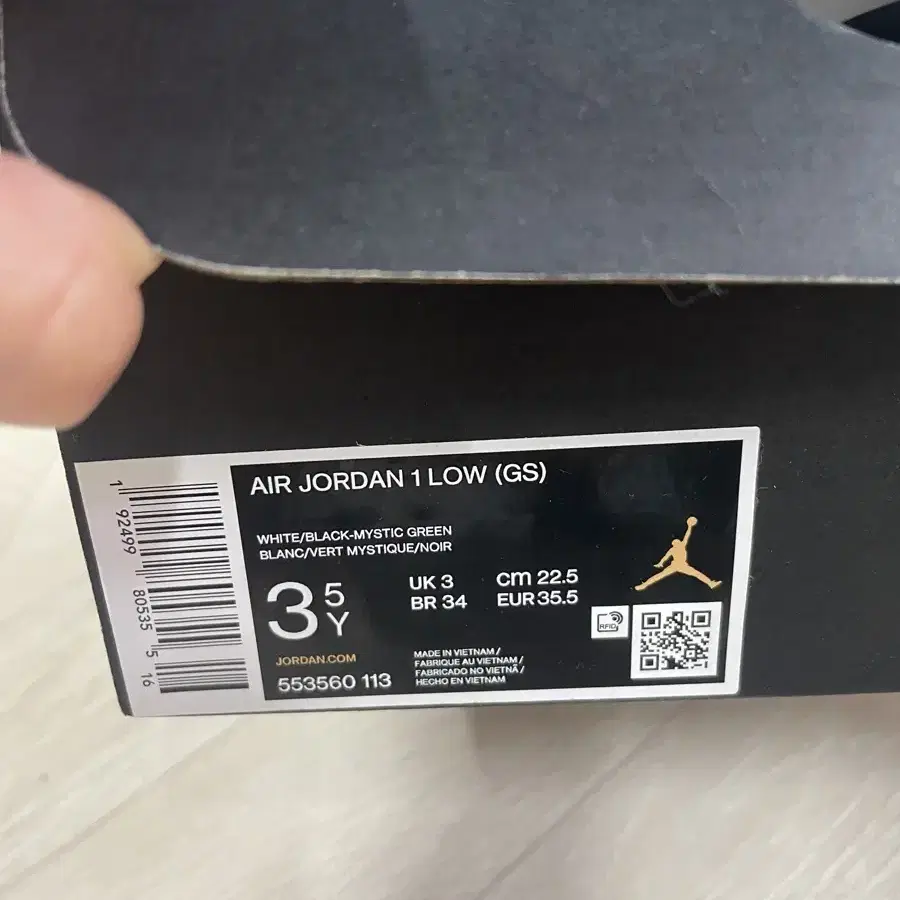 AIR JORDAN 1 LOW (GS)
WHITE/BLACK-MYSTIC GREEN
BLANC/VERT MYSTIQUE/NOIR
3 5 Y
UK 3
BR 34
cm 22.5
EUR 35.5
RFID
JORDAN.COM
553560 113
MADE IN VIETNAM /
FABRIQUE AU VIETNAM /
FABRICADO NO VIETNÃ /
HECHO EN VIETNAM
1 92499 80535 5 16